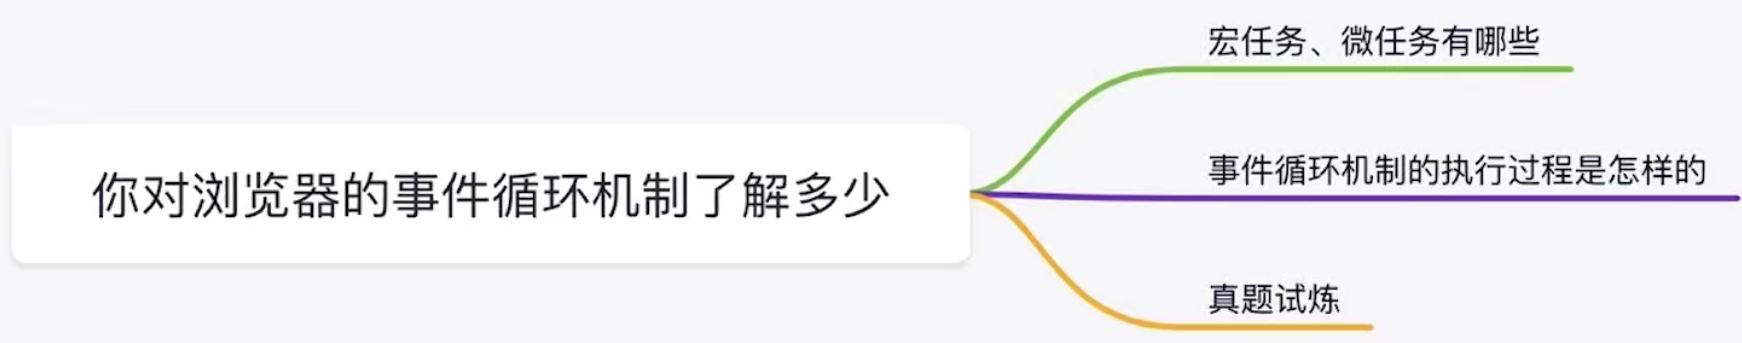 宏任务、微任务有哪些
你对浏览器的事件循环机制了解多少
事件循环机制的执行过程是怎样的
真题试炼